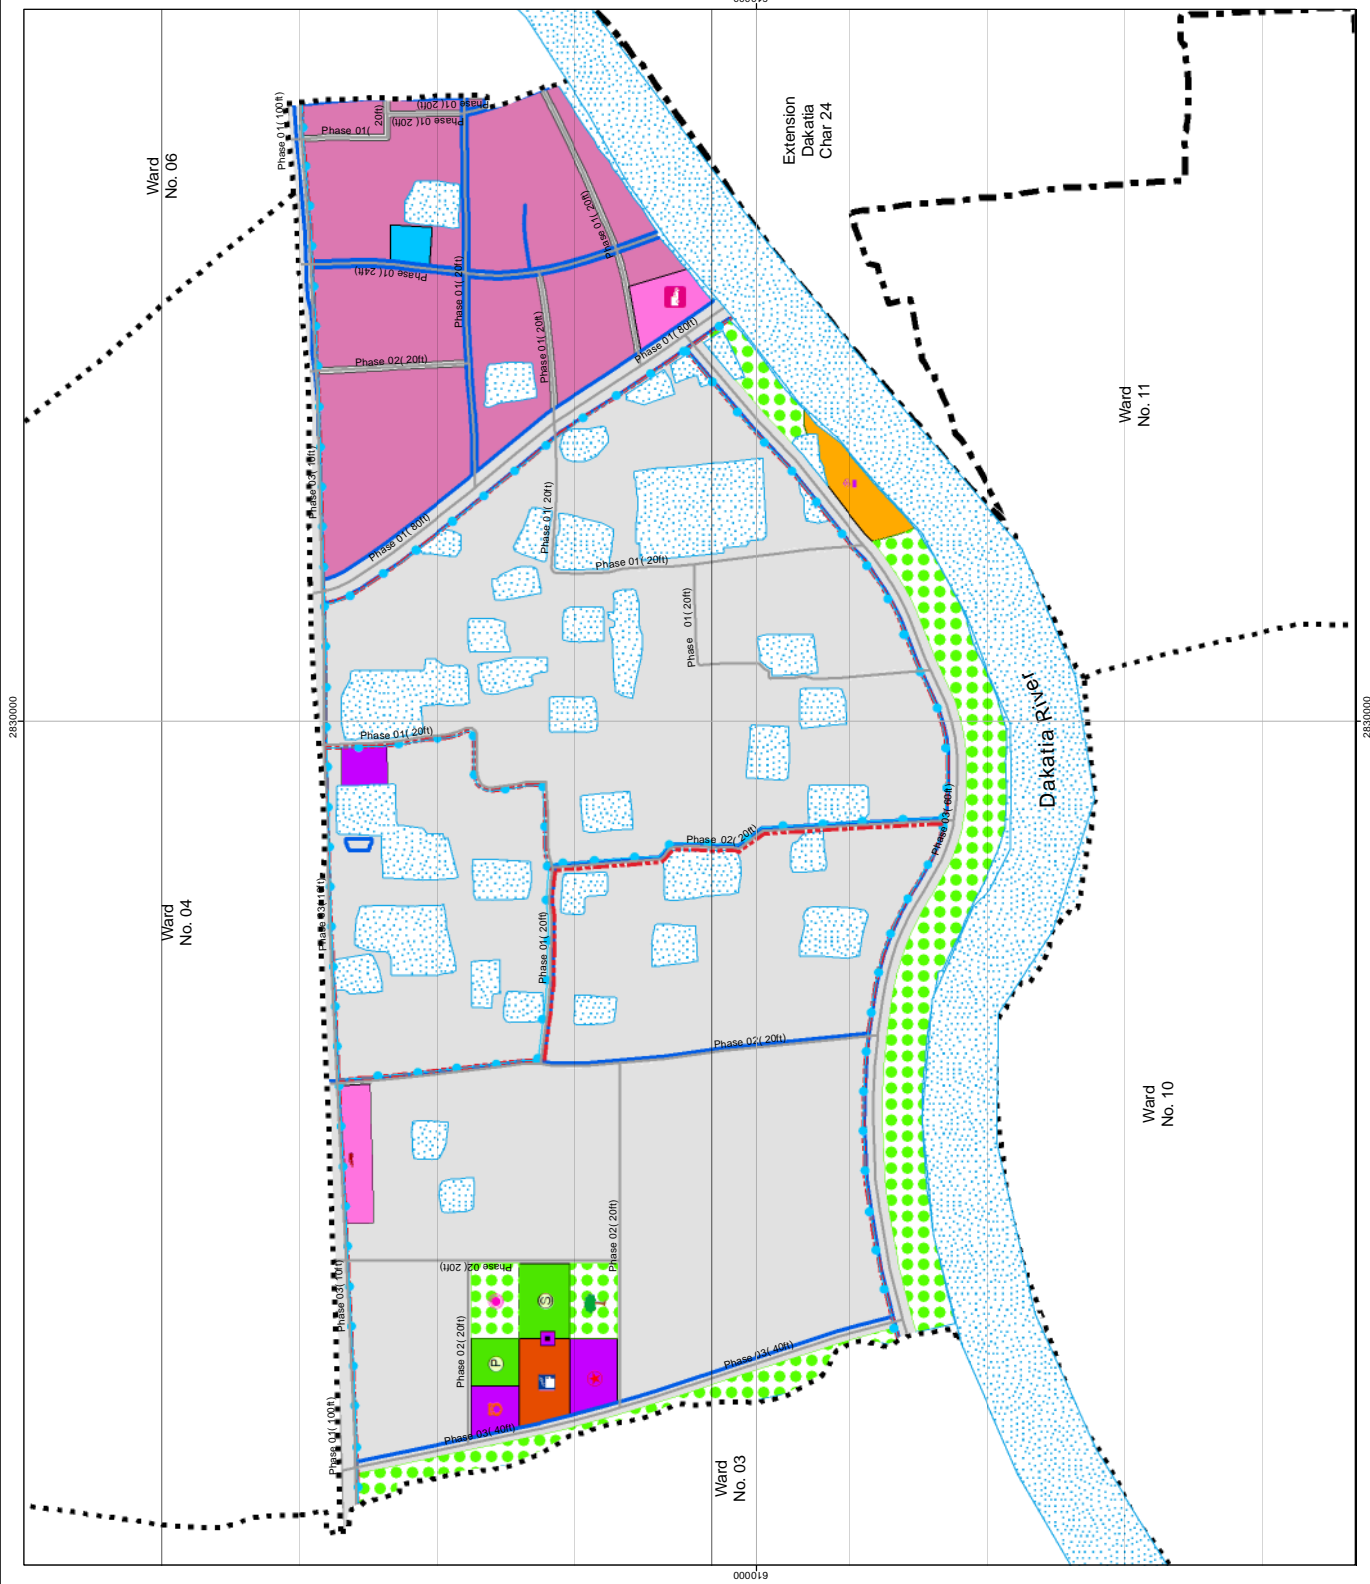 Phase 01( 100ft)
Phase 01(
20ft)
Phase 01( 20ft)
Phase 01( 20ft)
Ward
No. 06
Extension
Dakatia
Char 24
Phase 01( 24ft)
Phase 01( 20ft)
Phase 01( 20ft)
Phase 01( 20ft)
Phase 01( 80ft)
Phase 02( 20ft)
Ward
No. 11
Phase 03( 10ft)
Phase 01( 80ft)
Phase 01( 20ft)
Phase 01( 20ft)
Phase 01( 20ft)
2830000
2830000
Phase 01( 20ft)
Dakatia River
Phase 02( 20ft)
Phase 03( 60ft)
Ward
No. 04
Phase 03( 10ft)
Phase 01( 20ft)
Phase 02( 20ft)
Ward
No. 10
Phase 02( 20ft)
Phase 02( 20ft)
Phase 03( 10ft)
Phase 02( 20ft)
S
P
Phase 03( 40ft)
Phase 03( 40ft)
Phase 01( 100ft)
Ward
No. 03
610000